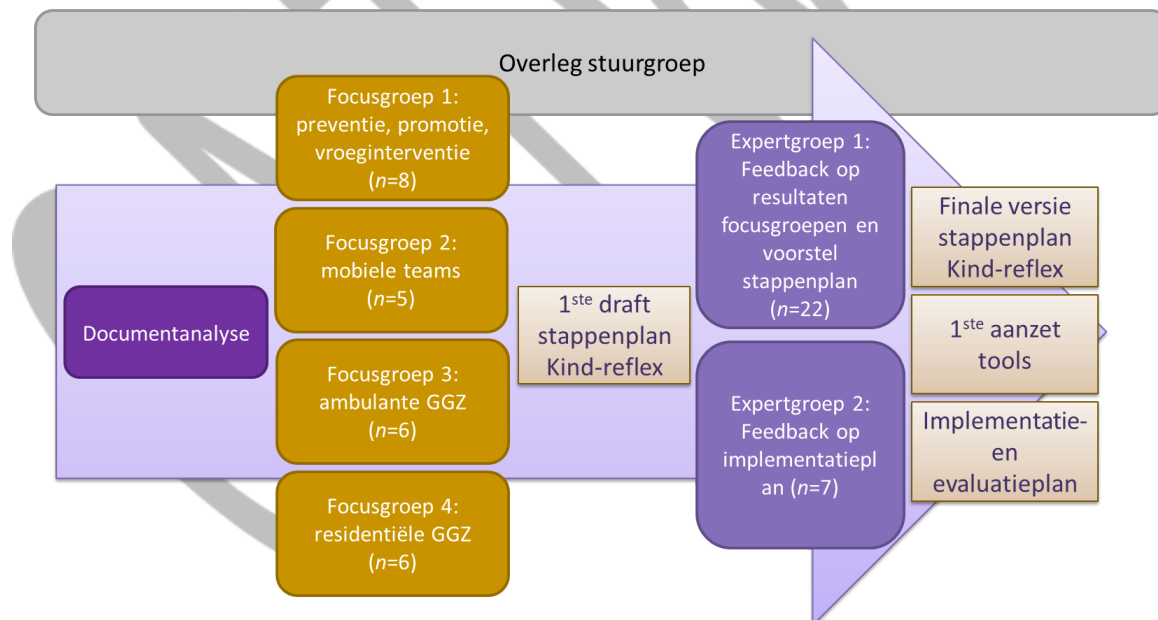 Overleg stuurgroep
Documentanalyse
Focusgroep 1:
preventie, promotie,
vroeginterventie
(n=8)
Focusgroep 2:
mobiele teams
(n=5)
Focusgroep 3:
ambulante GGZ
(n=6)
Focusgroep 4:
residentiële GGZ
(n=6)
1ste draft
stappenplan
Kind-reflex
Expertgroep 1:
Feedback op
resultaten
focusgroepen en
voorstel
stappenplan
(n=22)
Expertgroep 2:
Feedback op
implementatiepl
an (n=7)
Finale versie
stappenplan
Kind-reflex
1ste aanzet
tools
Implementatie-
en
evaluatieplan